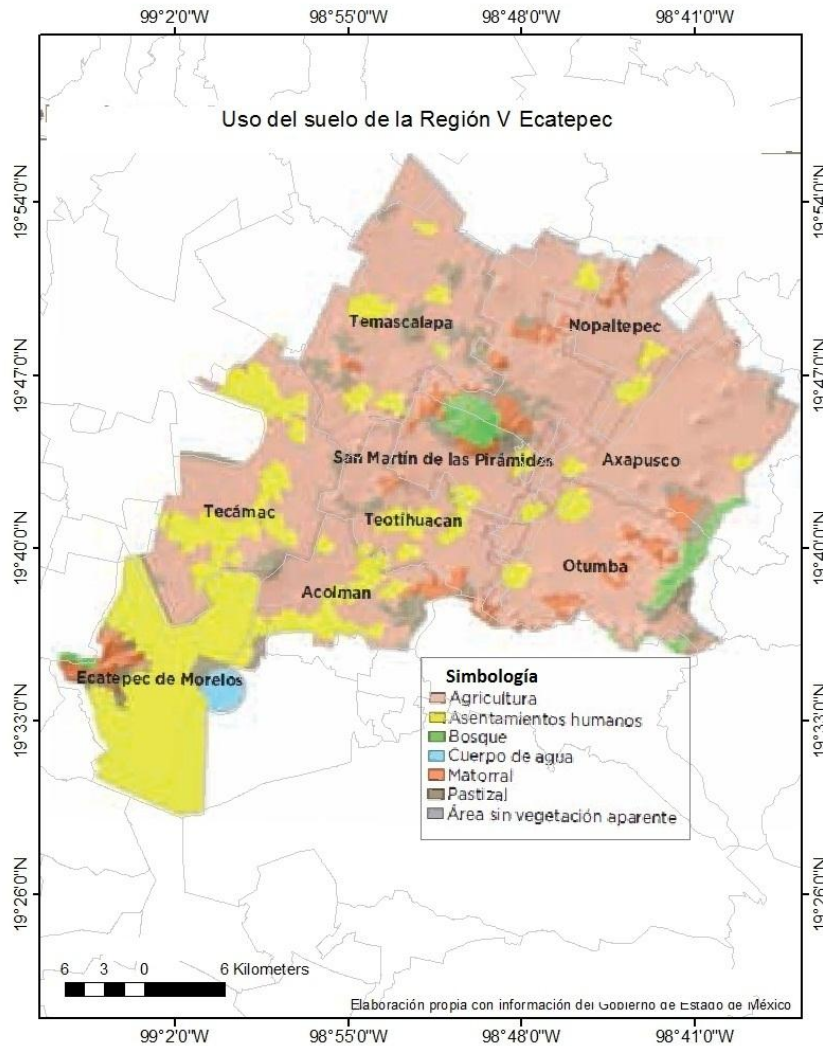 99°2'0"W 98°55'0"W 98°48'0"W 98°41'0"W
Uso del suelo de la Región V Ecatepec
19°54'0"N 19°54'0"N
Temascalapa Nopaltepec
19°47'0"N 19°47'0"N
San Martín de las Pirámides Axapusco
Tecámac Teotihuacan
19°40'0"N 19°40'0"N
Acolman Otumba
Ecatepec de Morelos
Simbología
Agricultura
Asentamientos humanos
Bosque
Cuerpo de agua
Matorral
Pastizal
Área sin vegetación aparente
19°33'0"N 19°33'0"N
19°26'0"N 19°26'0"N
6 3 0 6 Kilometers
Elaboración propia con información del Gobierno de Estado de México
99°2'0"W 98°55'0"W 98°48'0"W 98°41'0"W